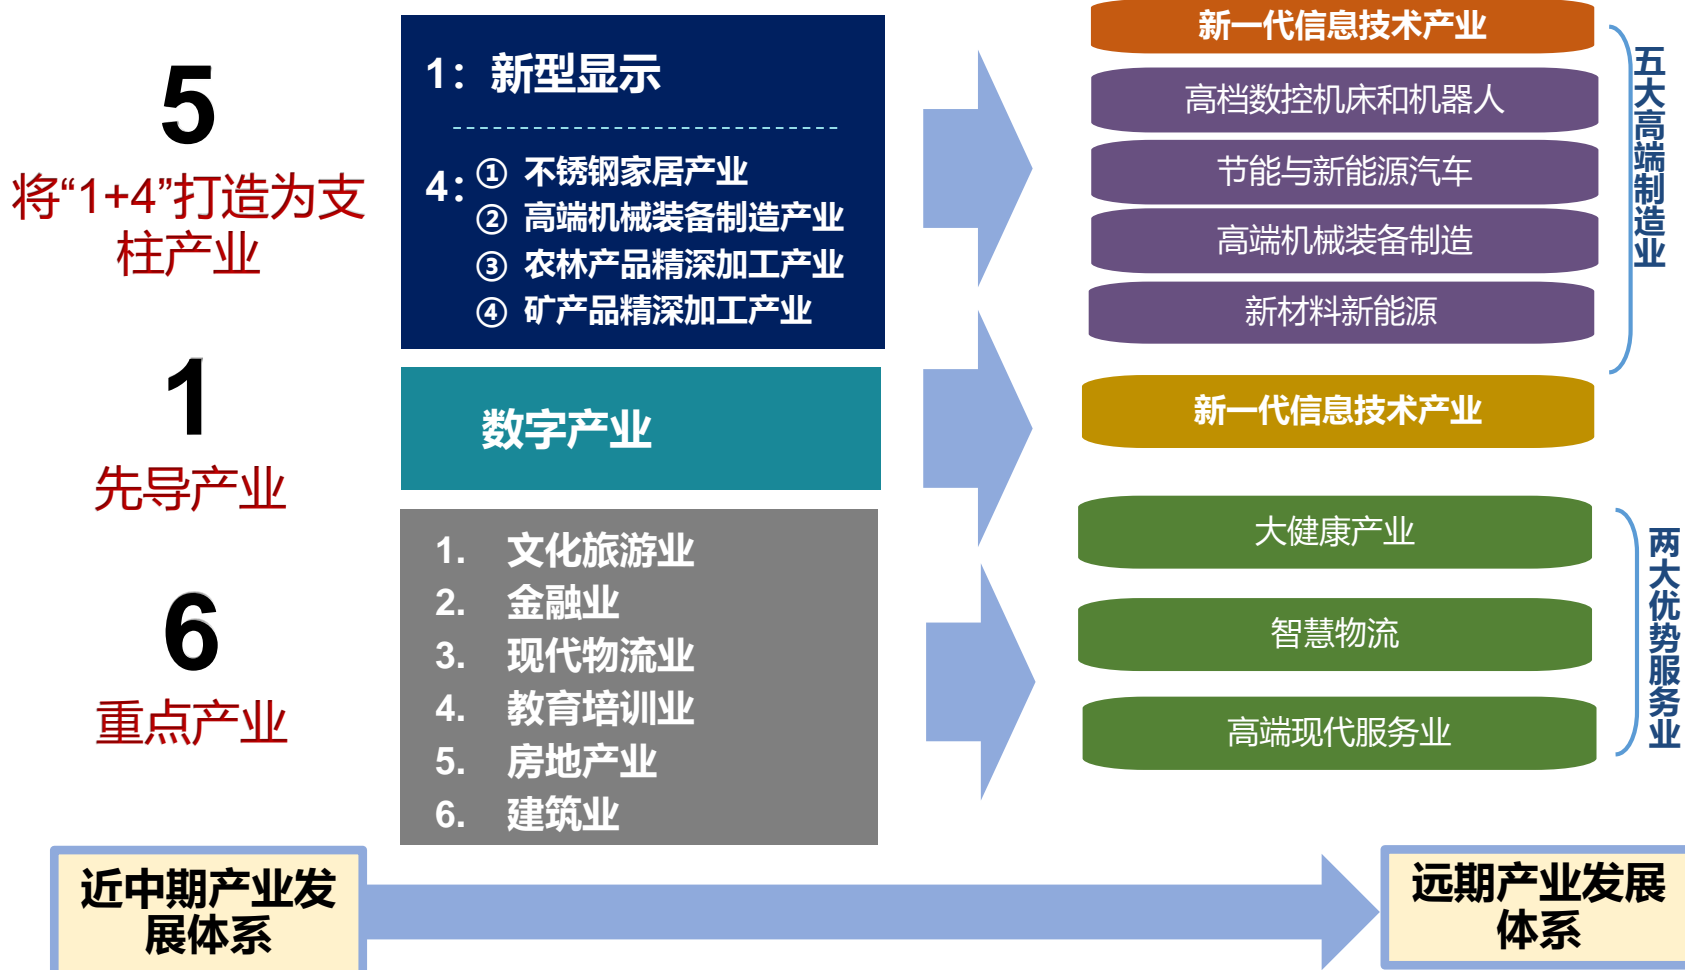 5
将“1+4”打造为支
柱产业
1
先导产业
6
重点产业
1：新型显示
4：
① 不锈钢家居产业
② 高端机械装备制造产业
③ 农林产品精深加工产业
④ 矿产品精深加工产业
数字产业
1. 文化旅游业
2. 金融业
3. 现代物流业
4. 教育培训业
5. 房地产业
6. 建筑业
新一代信息技术产业
高档数控机床和机器人
节能与新能源汽车
高端机械装备制造
新材料新能源
五大高端制造业
新一代信息技术产业
大健康产业
智慧物流
高端现代服务业
两大优势服务业
近中期产业发
展体系
远期产业发展
体系